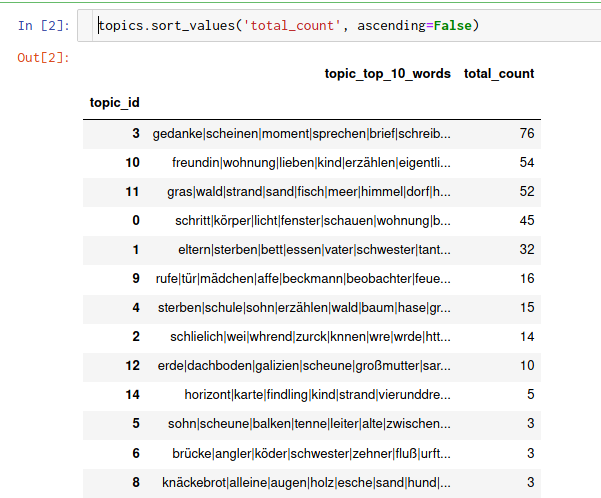 In [2]: topics.sort_values('total_count', ascending=False)
Out[2]:
topic_top_10_words total_count
topic_id
3 gedanke|scheinen|moment|sprechen|brief|schreib... 76
10 freundin|wohnung|lieben|kind|erzählen|eigentli... 54
11 gras|wald|strand|sand|fisch|meer|himmel|dorf|h... 52
0 schritt|körper|licht|fenster|schauen|wohnung|b... 45
1 eltern|sterben|bett|essen|vater|schwester|tant... 32
9 rufe|tür|mädchen|affe|beckmann|beobachter|feue... 16
4 sterben|schule|sohn|erzählen|wald|baum|hase|gr... 15
2 schlielich|wei|whrend|zurck|knnen|wre|wrde|htt... 14
12 erde|dachboden|galizien|scheune|großmutter|sar... 10
14 horizont|karte|findling|kind|strand|vierunddre... 5
5 sohn|scheune|balken|tenne|leiter|alte|zwischen... 3
6 brücke|angler|köder|schwester|zehner|fluß|urft... 3
8 knäckebrot|alleine|augen|holz|esche|sand|hund|... 3